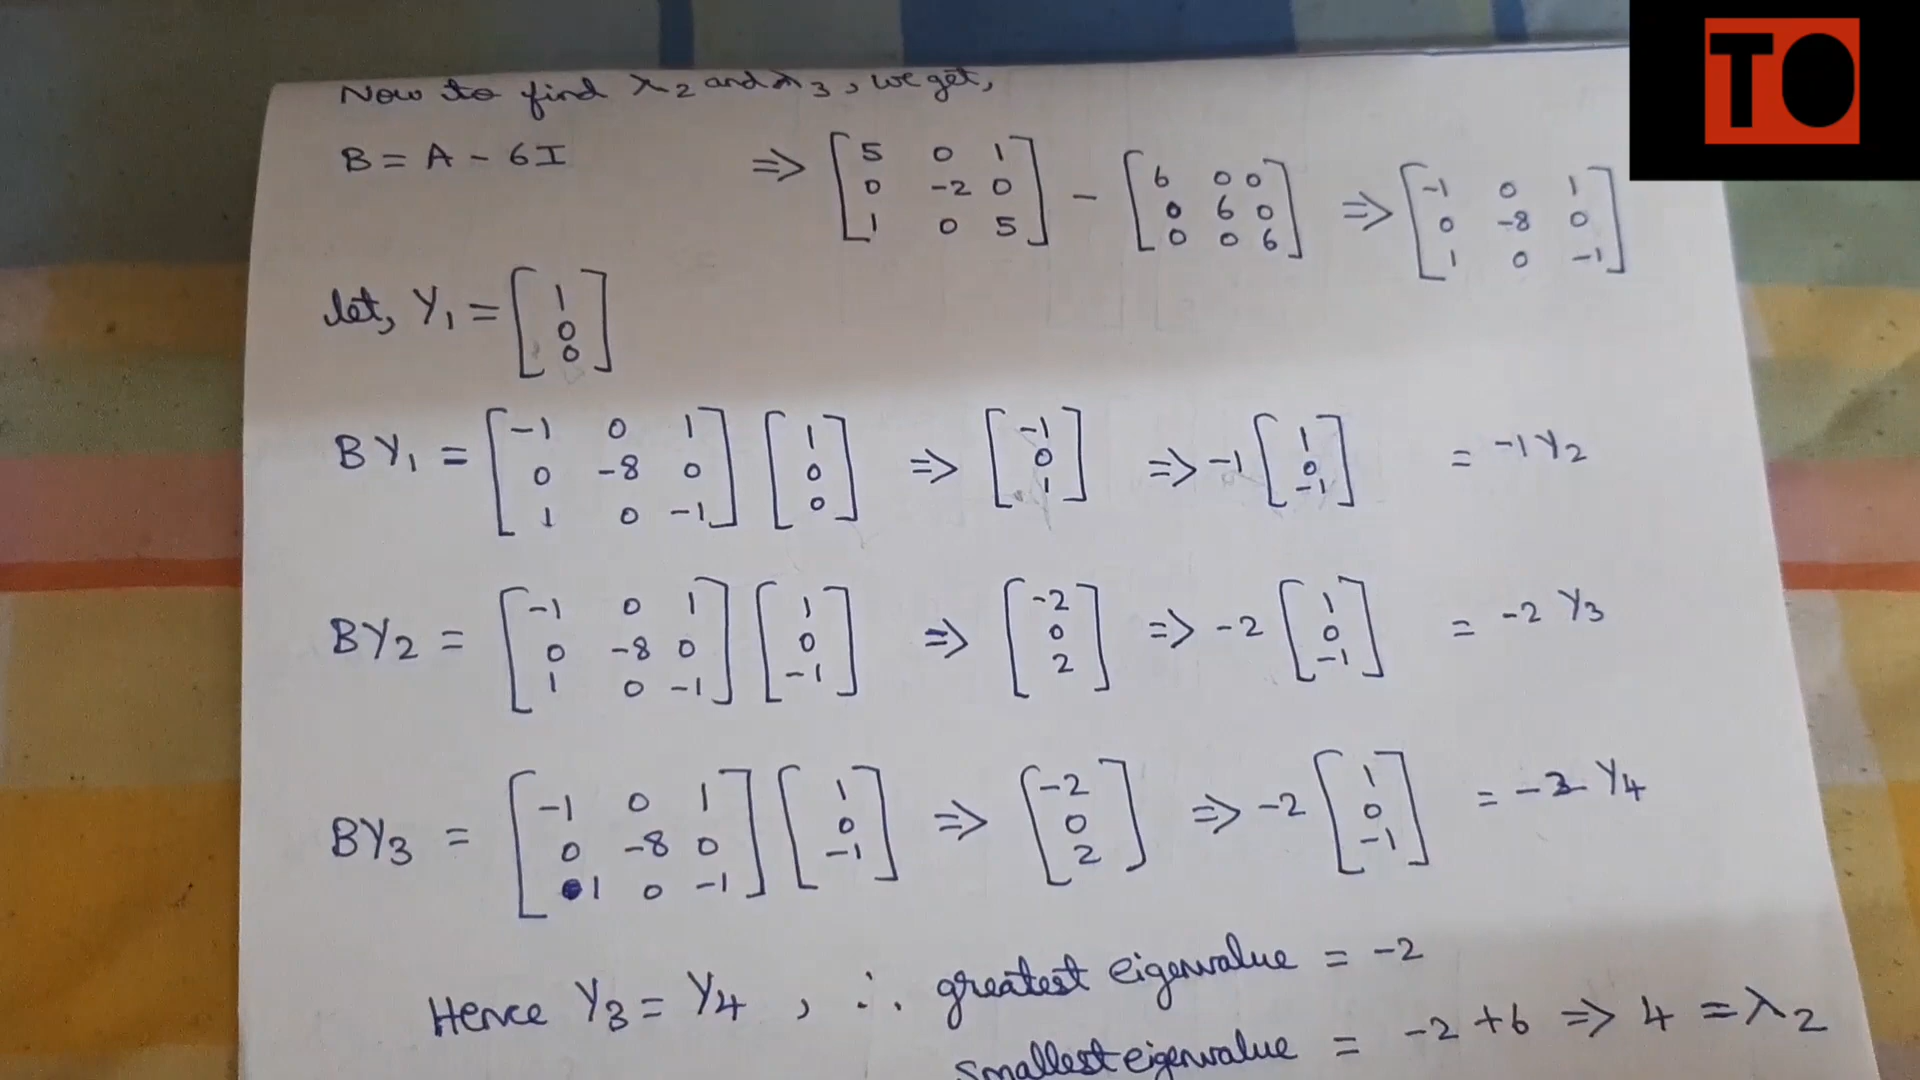 Now to find λ2 and λ3, we get,
B = A - 6I ⇒ [5 0 1; 0 -2 0; 1 0 5] - [6 0 0; 0 6 0; 0 0 6] ⇒ [-1 0 1; 0 -8 0; 1 0 -1]
let, Y1 = [1; 0; 0]
BY1 = [-1 0 1; 0 -8 0; 1 0 -1] [1; 0; 0] ⇒ [-1; 0; 1] ⇒ -1 [1; 0; -1] = -1Y2
BY2 = [-1 0 1; 0 -8 0; 1 0 -1] [1; 0; -1] ⇒ [-2; 0; 2] ⇒ -2 [1; 0; -1] = -2 Y3
BY3 = [-1 0 1; 0 -8 0; 1 0 -1] [1; 0; -1] ⇒ [-2; 0; 2] ⇒ -2 [1; 0; -1] = -2 Y4
Hence Y3 = Y4, ∴ greatest eigenvalue = -2
smallest eigenvalue = -2+6 ⇒ 4 = λ2
TO